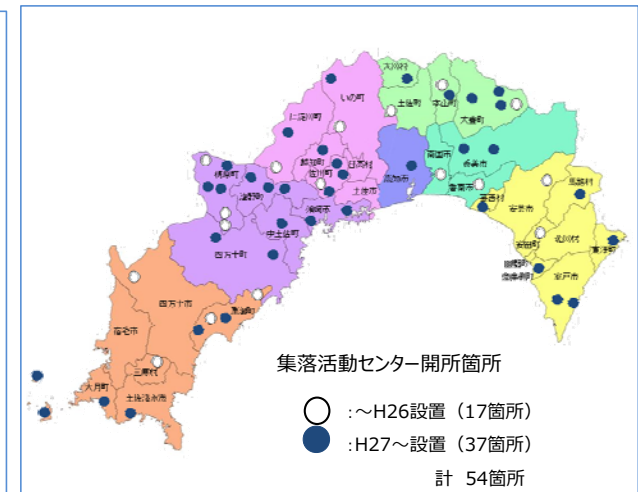 大川村
いの町
土佐町
本山町
大豊町
仁淀川町
越知町
日高村
佐川町
高知市
南国市
香美市
梼原町
津野町
土佐市
香南市
須崎市
馬路村
安芸市
中土佐町
北川村
安田町
東洋町
四万十町
田野町
奈半利町
室戸市
四万十市
黒潮町
宿毛市
三原村
大月町
土佐清水市
集落活動センター開所箇所
:～H26設置（17箇所）
:H27～設置（37箇所）
計 54箇所